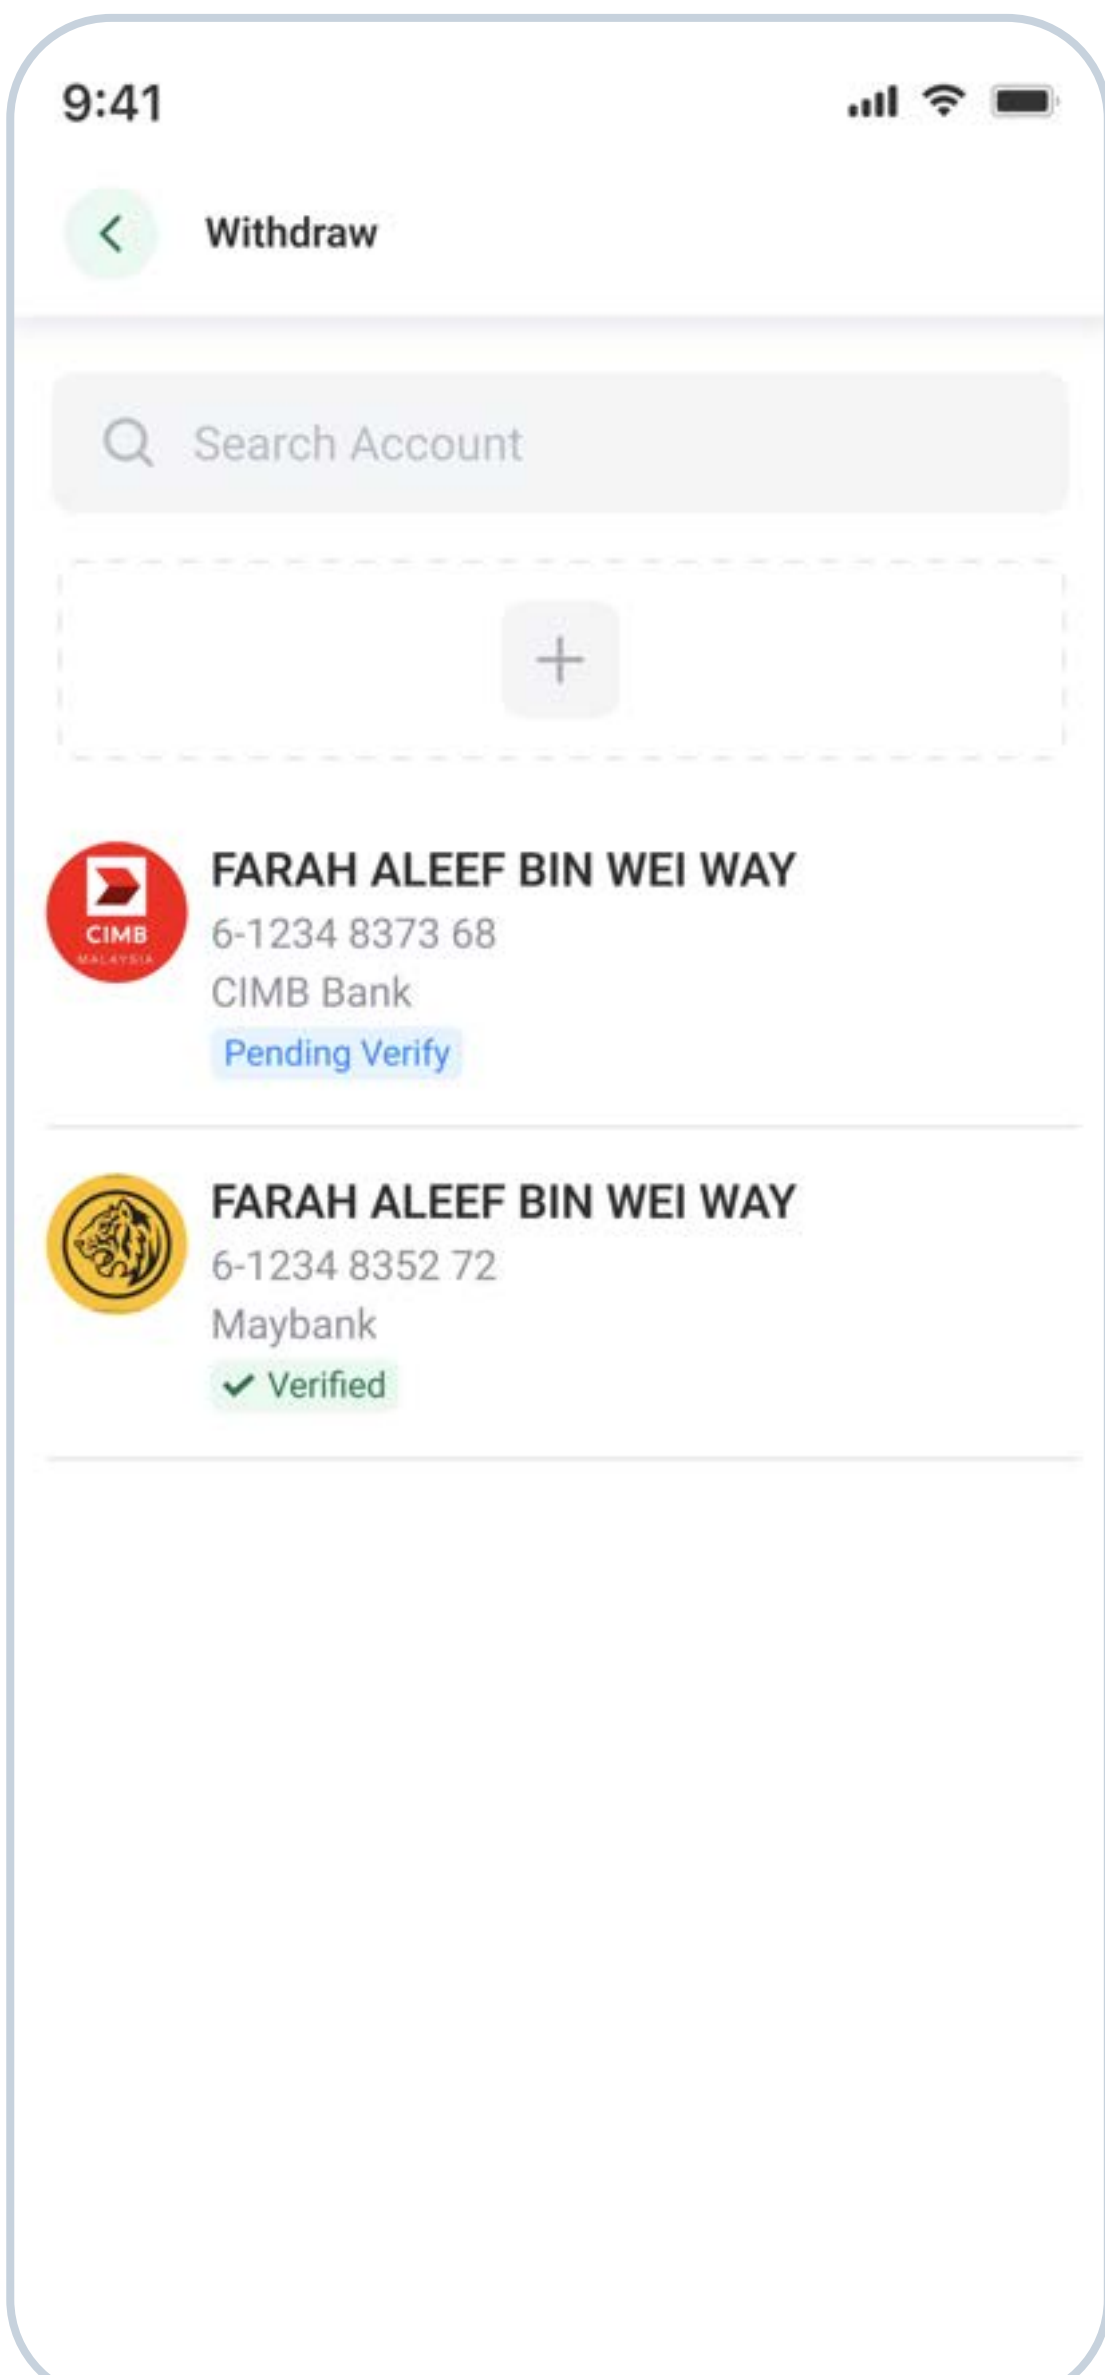 9:41
Withdraw
Search Account
FARAH ALEEF BIN WEI WAY
6-1234 8373 68
CIMB Bank
Pending Verify
CIMB
MALAYSIA
FARAH ALEEF BIN WEI WAY
6-1234 8352 72
Maybank
Verified